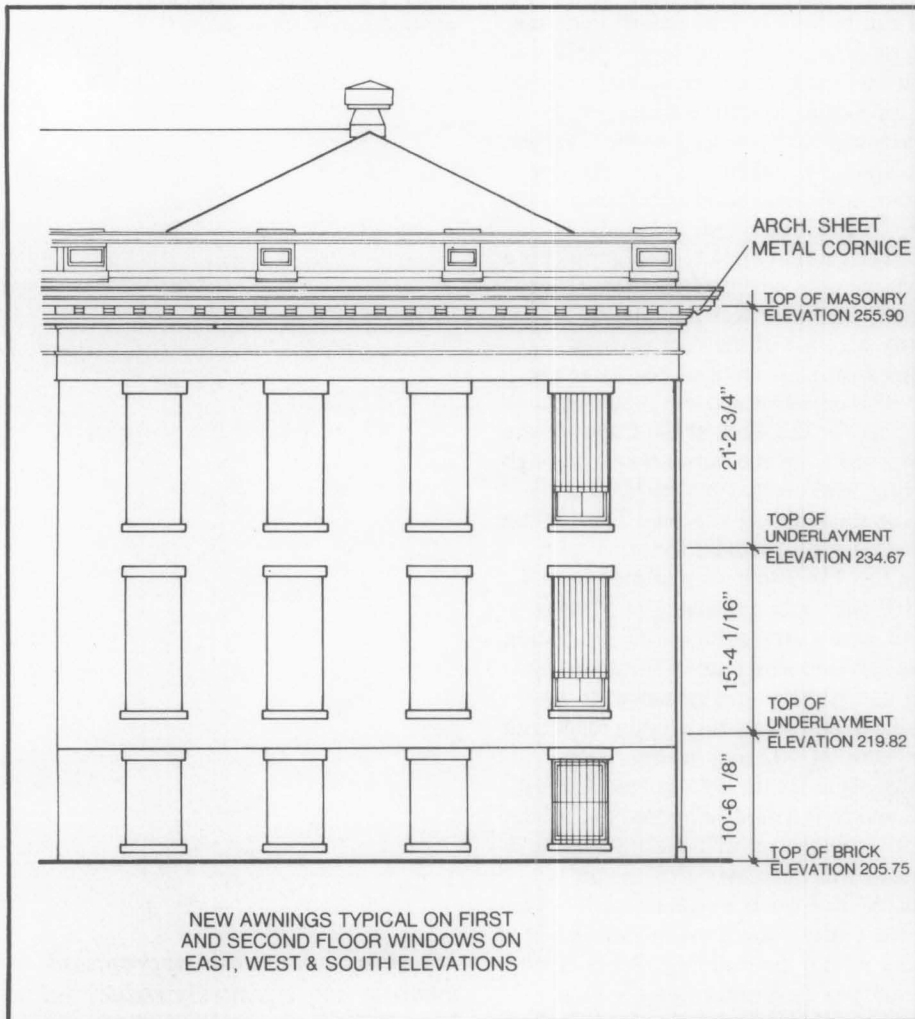 ARCH. SHEET
METAL CORNICE
TOP OF MASONRY
ELEVATION 255.90
21'-2 3/4"
TOP OF
UNDERLAYMENT
ELEVATION 234.67
15'-4 1/16"
TOP OF
UNDERLAYMENT
ELEVATION 219.82
10'-6 1/8"
TOP OF BRICK
ELEVATION 205.75
NEW AWNINGS TYPICAL ON FIRST
AND SECOND FLOOR WINDOWS ON
EAST, WEST & SOUTH ELEVATIONS